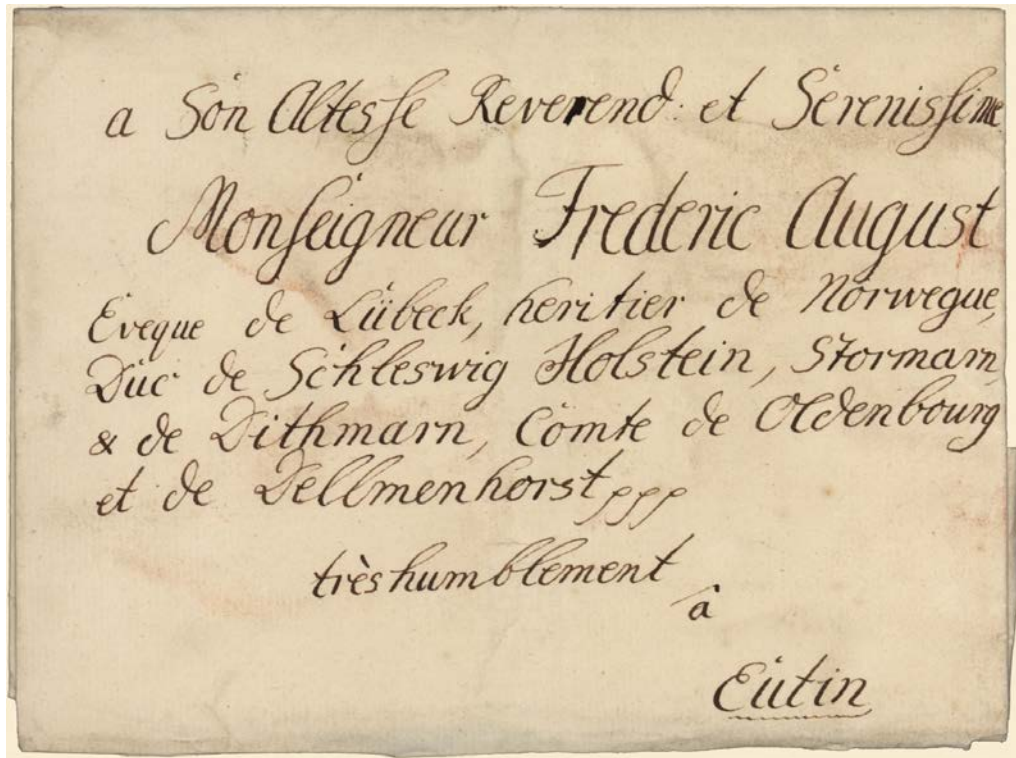 a Son Altesse Reverend: et Serenissime
Monseigneur Frederic August
Eveque de Lübeck, heritier de Norwegue,
Duc de Schleswig Holstein, Stormarn,
& de Dithmarn, Comte de Oldenbourg
et de Dellmenhorst ppp
très humblement
â
Eutin